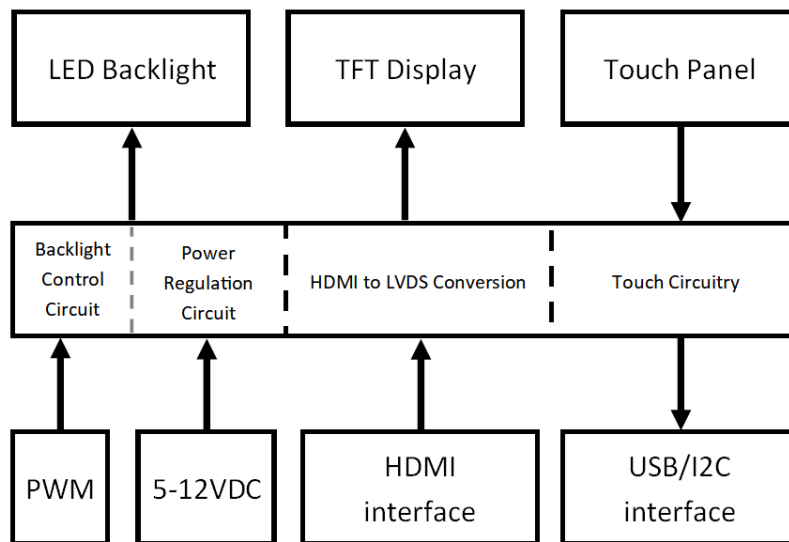 LED Backlight
TFT Display
Touch Panel
Backlight
Control
Circuit
Power
Regulation
Circuit
HDMI to LVDS Conversion
Touch Circuitry
PWM
5-12VDC
HDMI
interface
USB/I2C
interface